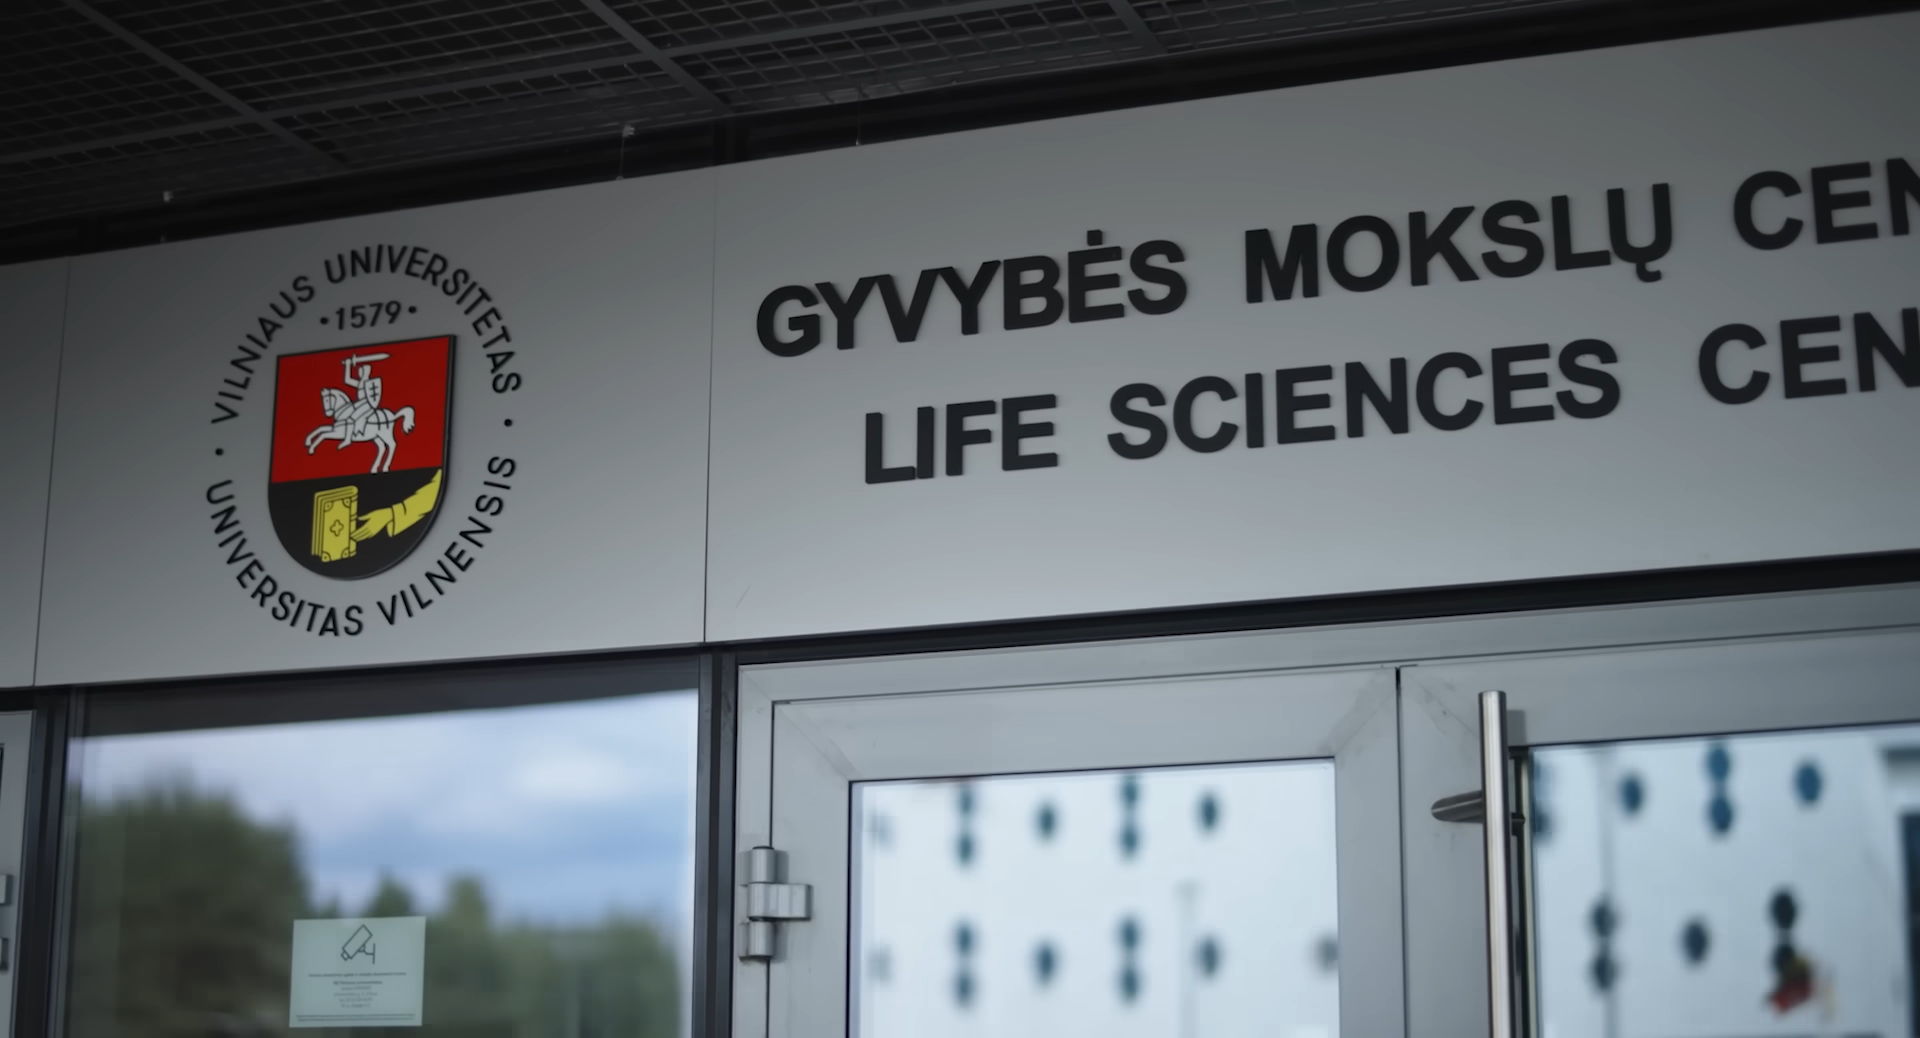 VILNIAUS UNIVERSITETAS
· 1579 ·
UNIVERSITAS VILNENSIS
GYVYBĖS MOKSLŲ CEN
LIFE SCIENCES CEN